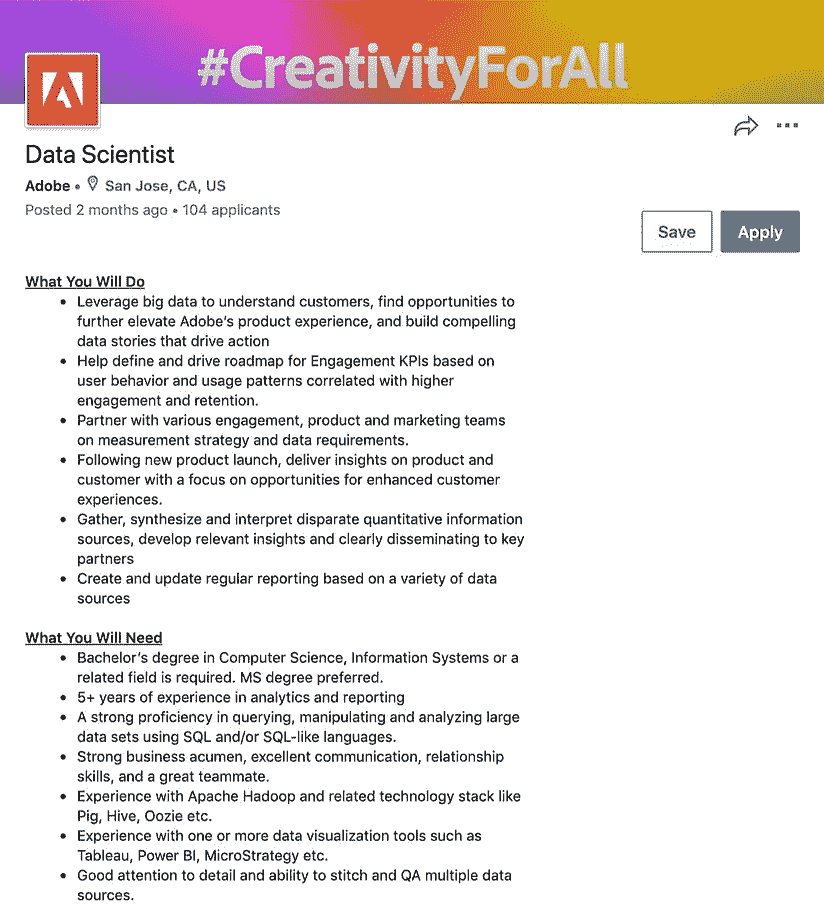 #CreativityForAll
Data Scientist
Adobe • San Jose, CA, US
Posted 2 months ago • 104 applicants
Save Apply
What You Will Do
• Leverage big data to understand customers, find opportunities to
further elevate Adobe's product experience, and build compelling
data stories that drive action
• Help define and drive roadmap for Engagement KPIs based on
user behavior and usage patterns correlated with higher
engagement and retention.
• Partner with various engagement, product and marketing teams
on measurement strategy and data requirements.
• Following new product launch, deliver insights on product and
customer with a focus on opportunities for enhanced customer
experiences.
• Gather, synthesize and interpret disparate quantitative information
sources, develop relevant insights and clearly disseminating to key
partners
• Create and update regular reporting based on a variety of data
sources
What You Will Need
• Bachelor's degree in Computer Science, Information Systems or a
related field is required. MS degree preferred.
• 5+ years of experience in analytics and reporting
• A strong proficiency in querying, manipulating and analyzing large
data sets using SQL and/or SQL-like languages.
• Strong business acumen, excellent communication, relationship
skills, and a great teammate.
• Experience with Apache Hadoop and related technology stack like
Pig, Hive, Oozie etc.
• Experience with one or more data visualization tools such as
Tableau, Power BI, MicroStrategy etc.
• Good attention to detail and ability to stitch and QA multiple data
sources.